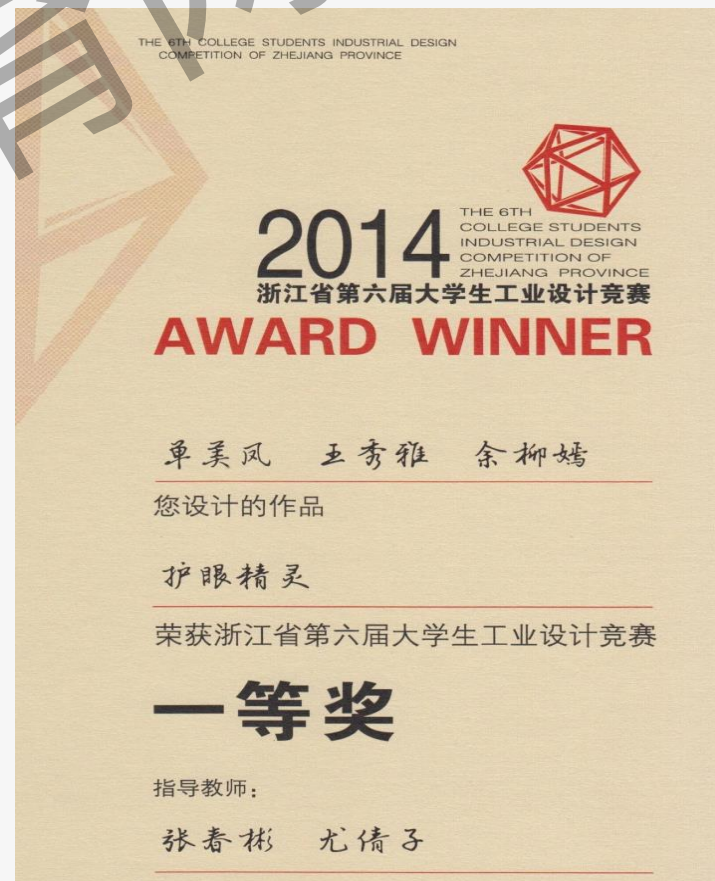 THE 6TH COLLEGE STUDENTS INDUSTRIAL DESIGN
COMPETITION OF ZHEJIANG PROVINCE
2014
THE 6TH
COLLEGE STUDENTS
INDUSTRIAL DESIGN
COMPETITION OF
ZHEJIANG PROVINCE
浙江省第六届大学生工业设计竞赛
AWARD WINNER
单美凤 王秀雅 余柳嫣
您设计的作品
护眼精灵
荣获浙江省第六届大学生工业设计竞赛
一等奖
指导教师:
张春彬 尤倩子